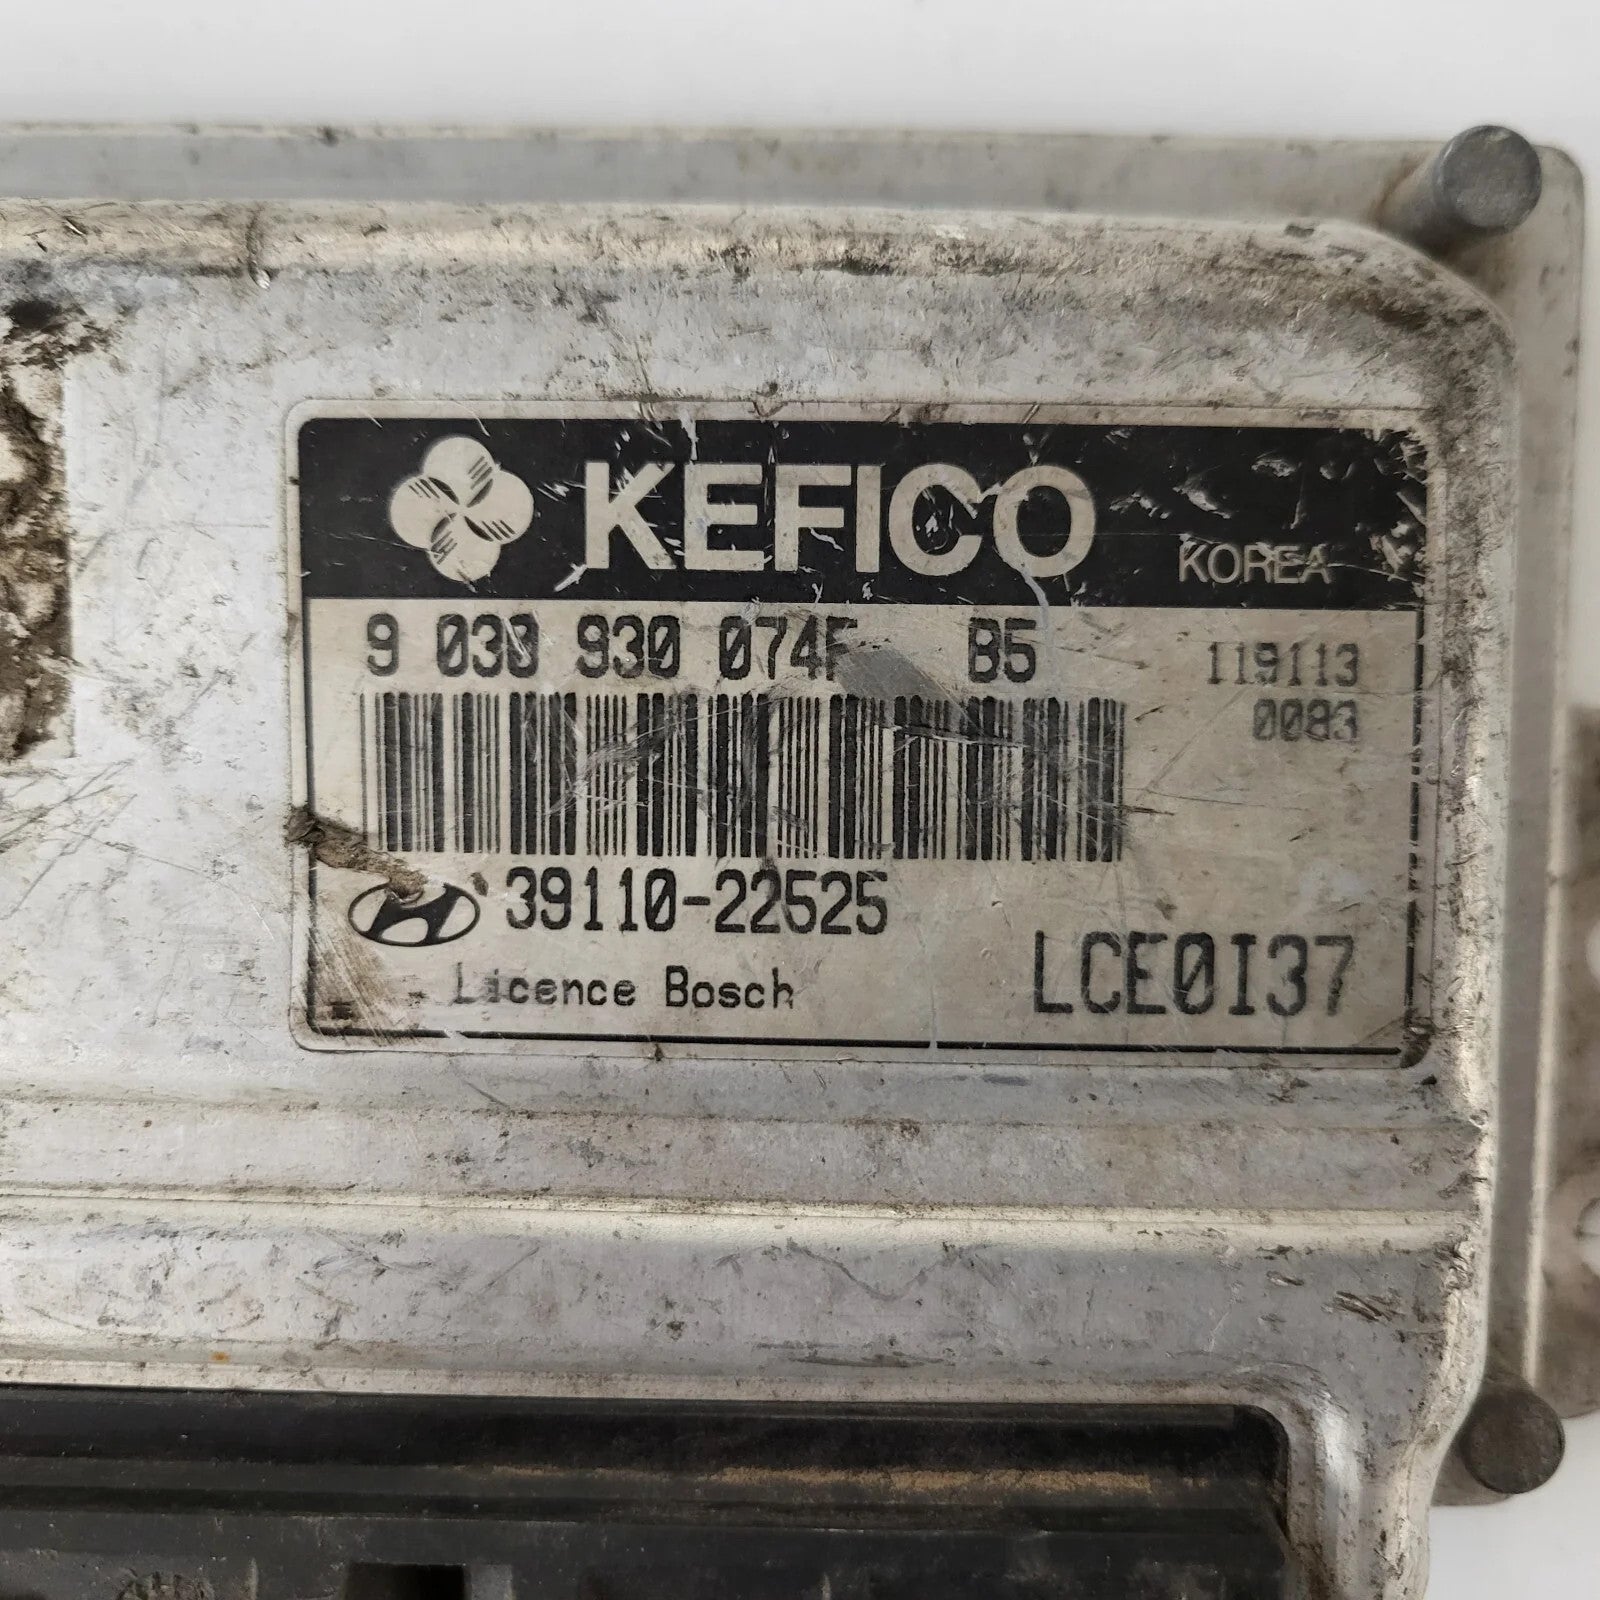 KEFICO KOREA
9 030 930 074F B5 119113
0083
39110-22525
Licence Bosch LCE0I37